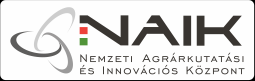 NAIK
Nemzeti Agrárkutatási
és Innovációs Központ